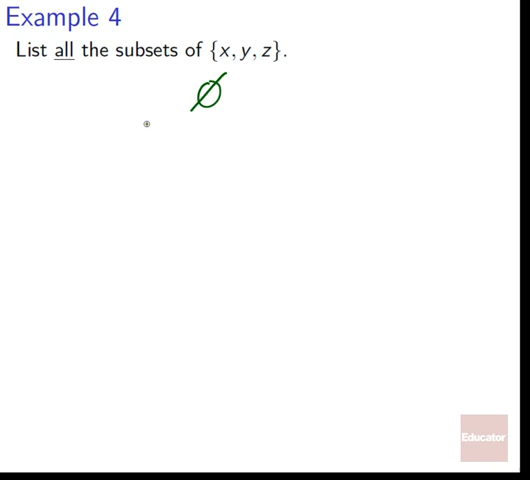 Example 4
List all the subsets of {x, y, z}.
∅
Educator